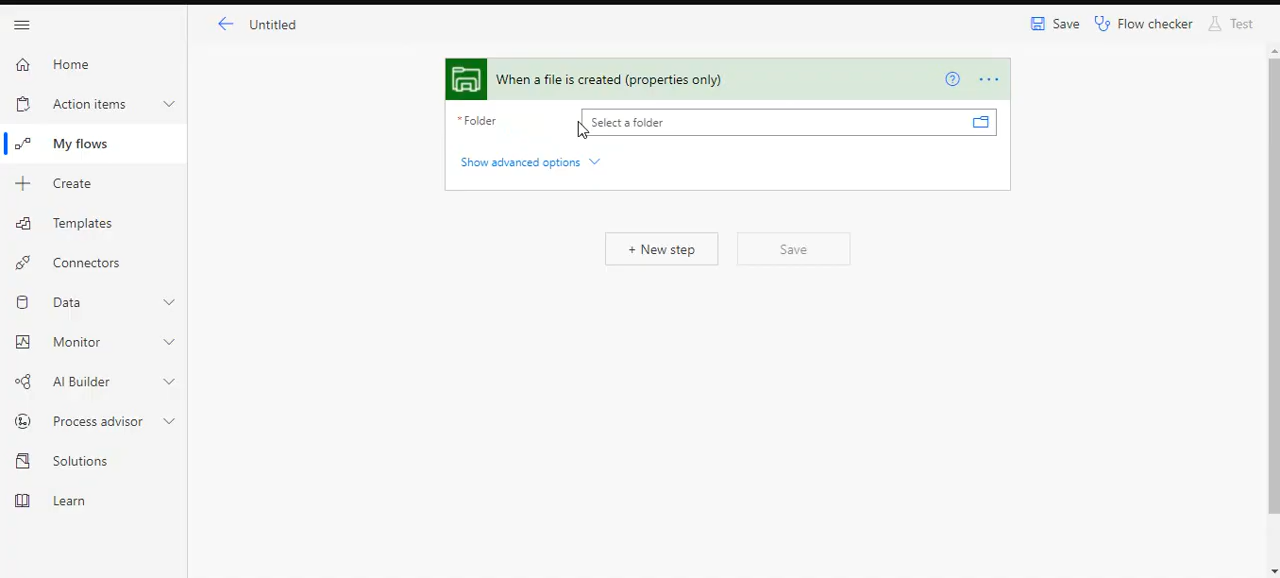 Untitled
Save
Flow checker
Test
Home
Action items
My flows
Create
Templates
Connectors
Data
Monitor
AI Builder
Process advisor
Solutions
Learn
When a file is created (properties only)
* Folder
Select a folder
Show advanced options
+ New step
Save